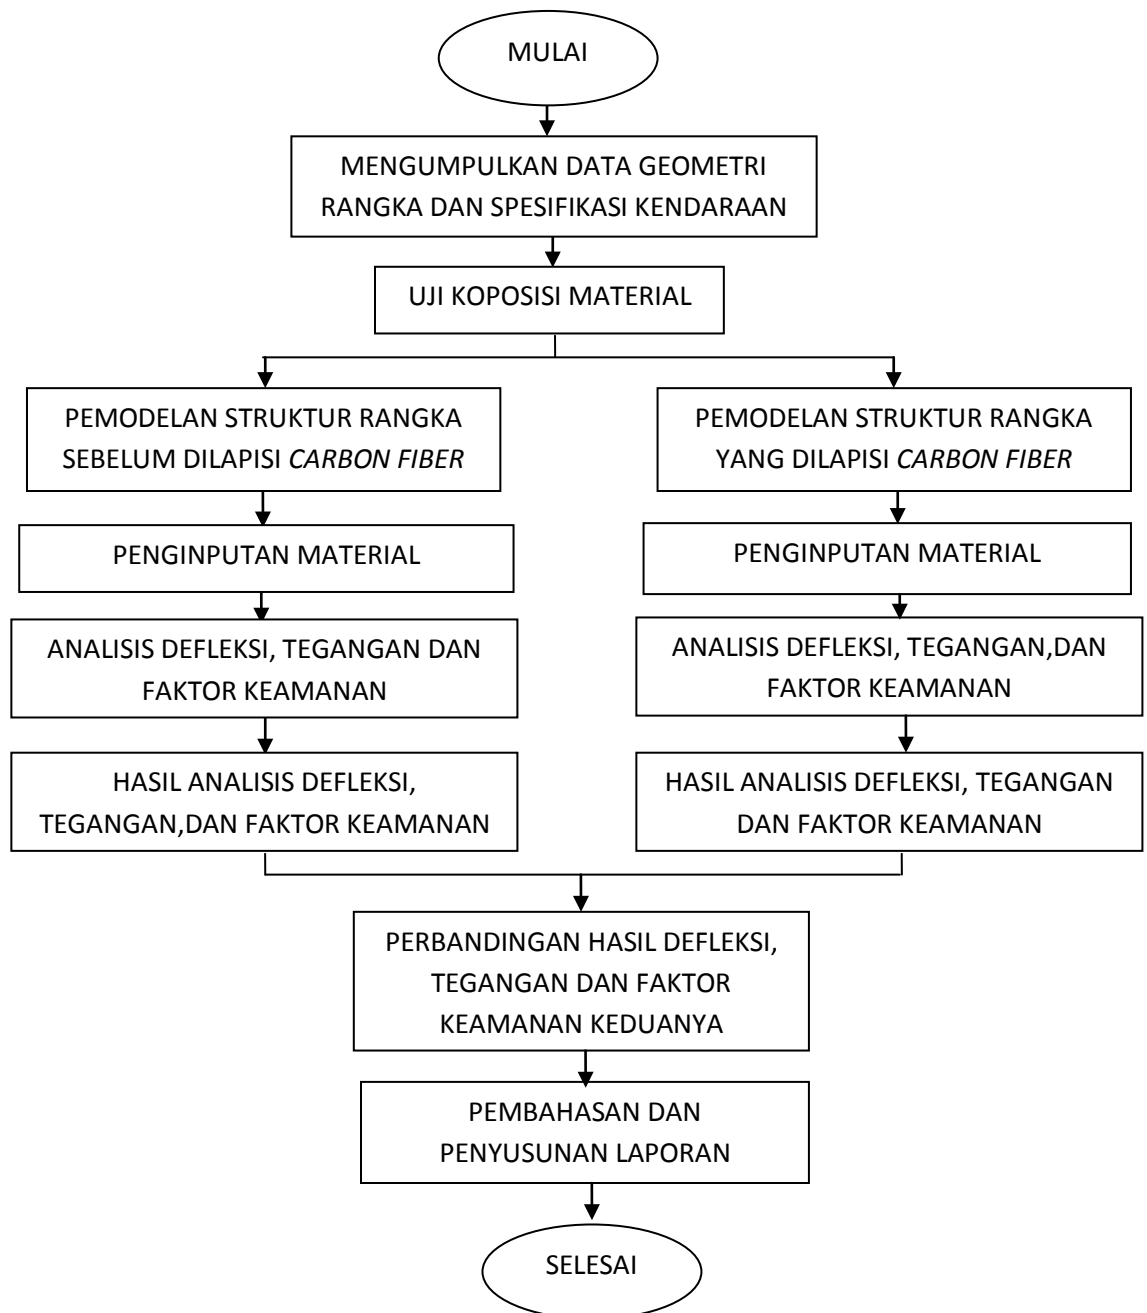 MULAI
MENGUMPULKAN DATA GEOMETRI
RANGKA DAN SPESIFIKASI KENDARAAN
UJI KOPOSISI MATERIAL
PEMODELAN STRUKTUR RANGKA
SEBELUM DILAPISI CARBON FIBER
PEMODELAN STRUKTUR RANGKA
YANG DILAPISI CARBON FIBER
PENGINPUTAN MATERIAL
PENGINPUTAN MATERIAL
ANALISIS DEFLEKSI, TEGANGAN DAN
FAKTOR KEAMANAN
ANALISIS DEFLEKSI, TEGANGAN,DAN
FAKTOR KEAMANAN
HASIL ANALISIS DEFLEKSI,
TEGANGAN,DAN FAKTOR KEAMANAN
HASIL ANALISIS DEFLEKSI, TEGANGAN
DAN FAKTOR KEAMANAN
PERBANDINGAN HASIL DEFLEKSI,
TEGANGAN DAN FAKTOR
KEAMANAN KEDUANYA
PEMBAHASAN DAN
PENYUSUNAN LAPORAN
SELESAI